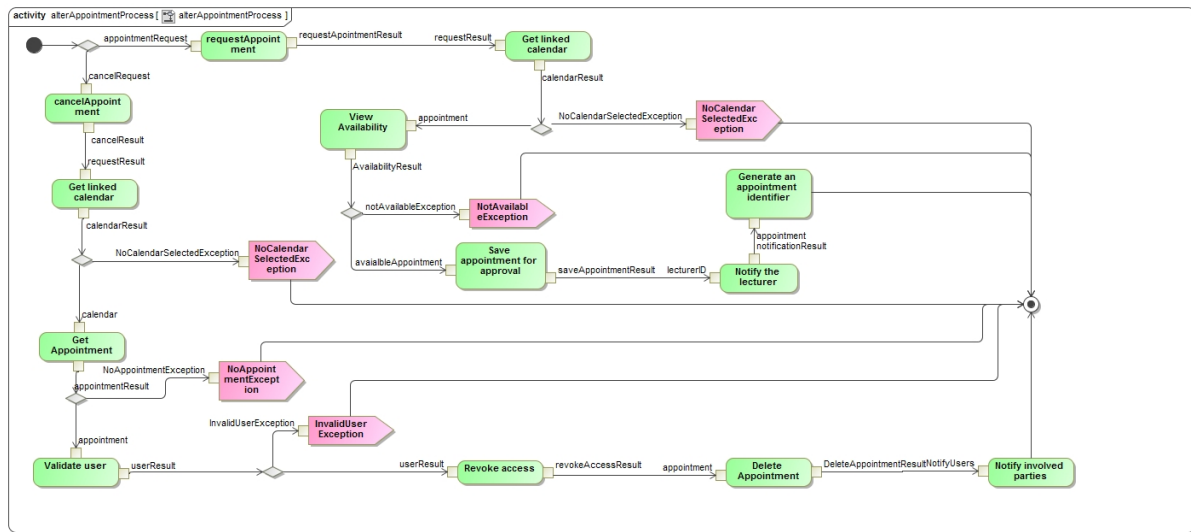 activity alterAppointmentProcess [ alterAppointmentProcess ]
appointmentRequest
requestAppoint
ment
requestApointmentResult
requestResult
Get linked
calendar
cancelRequest
calendarResult
cancelAppoint
ment
View
Availability
appointment
NoCalendarSelectedException
NoCalendar
SelectedExc
eption
cancelResult
requestResult
AvailabilityResult
Get linked
calendar
Generate an
appointment
identifier
notAvailableException
NotAvailabl
eException
calendarResult
appointment
notificationResult
NoCalendarSelectedException
NoCalendar
SelectedExc
eption
avaialbleAppointment
Save
appointment for
approval
saveAppointmentResult
lecturerID
Notify the
lecturer
calendar
Get
Appointment
NoAppointmentException
NoAppoi
ntmentExcept
ion
appointmentResult
InvalidUserException
InvalidUser
Exception
appointment
Validate user
userResult
userResult
Revoke access
revokeAccessResult
appointment
Delete
Appointment
DeleteAppointmentResult
NotifyUsers
Notify involved
parties